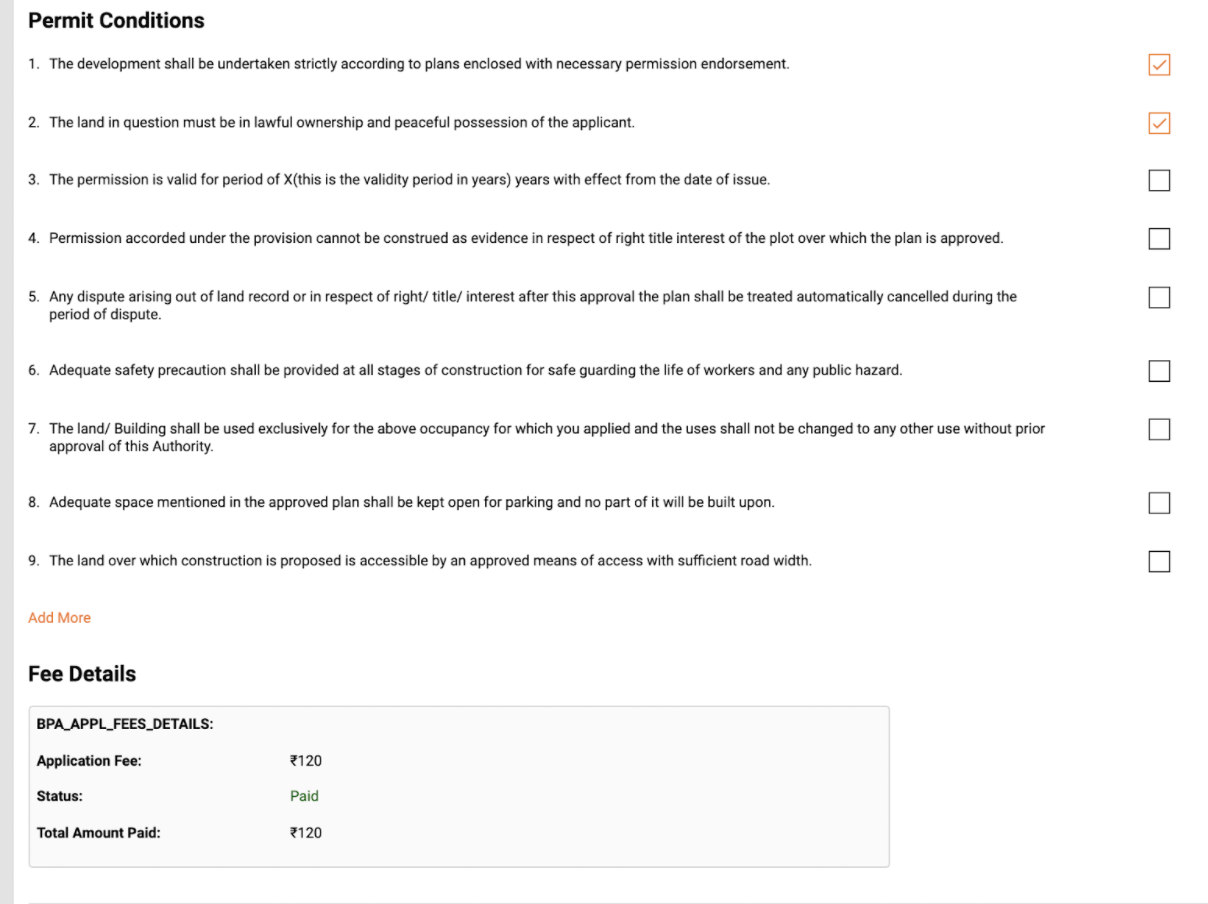 Permit Conditions
1. The development shall be undertaken strictly according to plans enclosed with necessary permission endorsement.
2. The land in question must be in lawful ownership and peaceful possession of the applicant.
3. The permission is valid for period of X(this is the validity period in years) years with effect from the date of issue.
4. Permission accorded under the provision cannot be construed as evidence in respect of right title interest of the plot over which the plan is approved.
5. Any dispute arising out of land record or in respect of right/ title/ interest after this approval the plan shall be treated automatically cancelled during the
period of dispute.
6. Adequate safety precaution shall be provided at all stages of construction for safe guarding the life of workers and any public hazard.
7. The land/ Building shall be used exclusively for the above occupancy for which you applied and the uses shall not be changed to any other use without prior
approval of this Authority.
8. Adequate space mentioned in the approved plan shall be kept open for parking and no part of it will be built upon.
9. The land over which construction is proposed is accessible by an approved means of access with sufficient road width.
Add More
Fee Details
BPA_APPL_FEES_DETAILS:
Application Fee: ₹120
Status: Paid
Total Amount Paid: ₹120